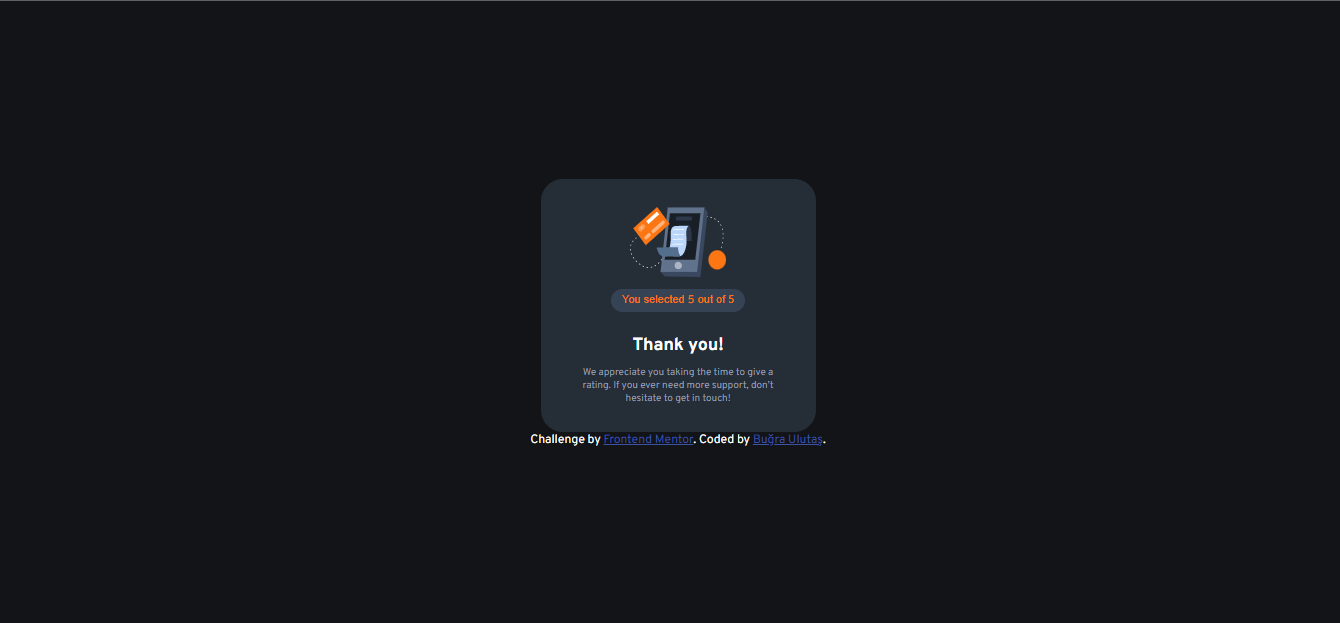 You selected 5 out of 5
Thank you!
We appreciate you taking the time to give a
rating. If you ever need more support, don't
hesitate to get in touch!
Challenge by Frontend Mentor. Coded by Buğra Ulutaş.